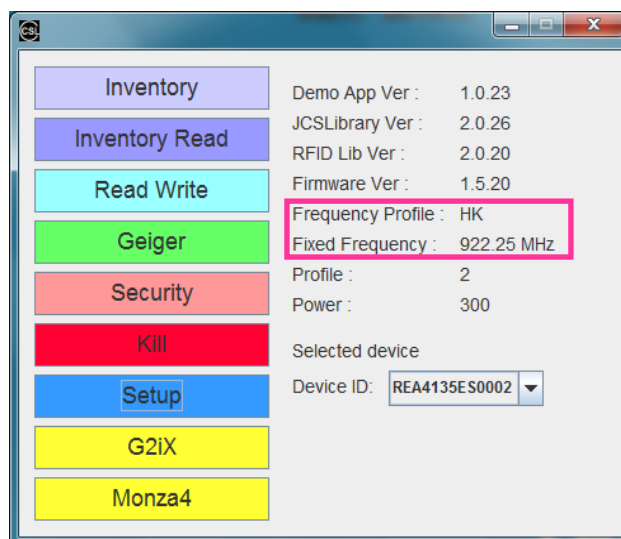 CSL
Inventory
Inventory Read
Read Write
Geiger
Security
Kill
Setup
G2iX
Monza4
Demo App Ver : 1.0.23
JCSLibrary Ver : 2.0.26
RFID Lib Ver : 2.0.20
Firmware Ver : 1.5.20
Frequency Profile : HK
Fixed Frequency : 922.25 MHz
Profile : 2
Power : 300
Selected device
Device ID: REA4135ES0002